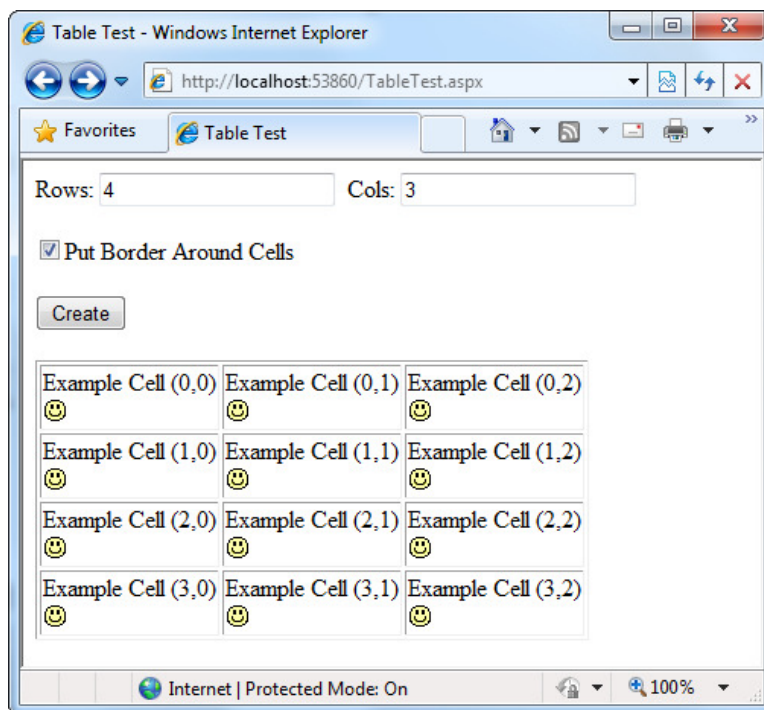 Table Test - Windows Internet Explorer
http://localhost:53860/TableTest.aspx
Favorites Table Test
Rows: 4 Cols: 3
Put Border Around Cells
Create
Example Cell (0,0) Example Cell (0,1) Example Cell (0,2)
Example Cell (1,0) Example Cell (1,1) Example Cell (1,2)
Example Cell (2,0) Example Cell (2,1) Example Cell (2,2)
Example Cell (3,0) Example Cell (3,1) Example Cell (3,2)
Internet | Protected Mode: On 100%